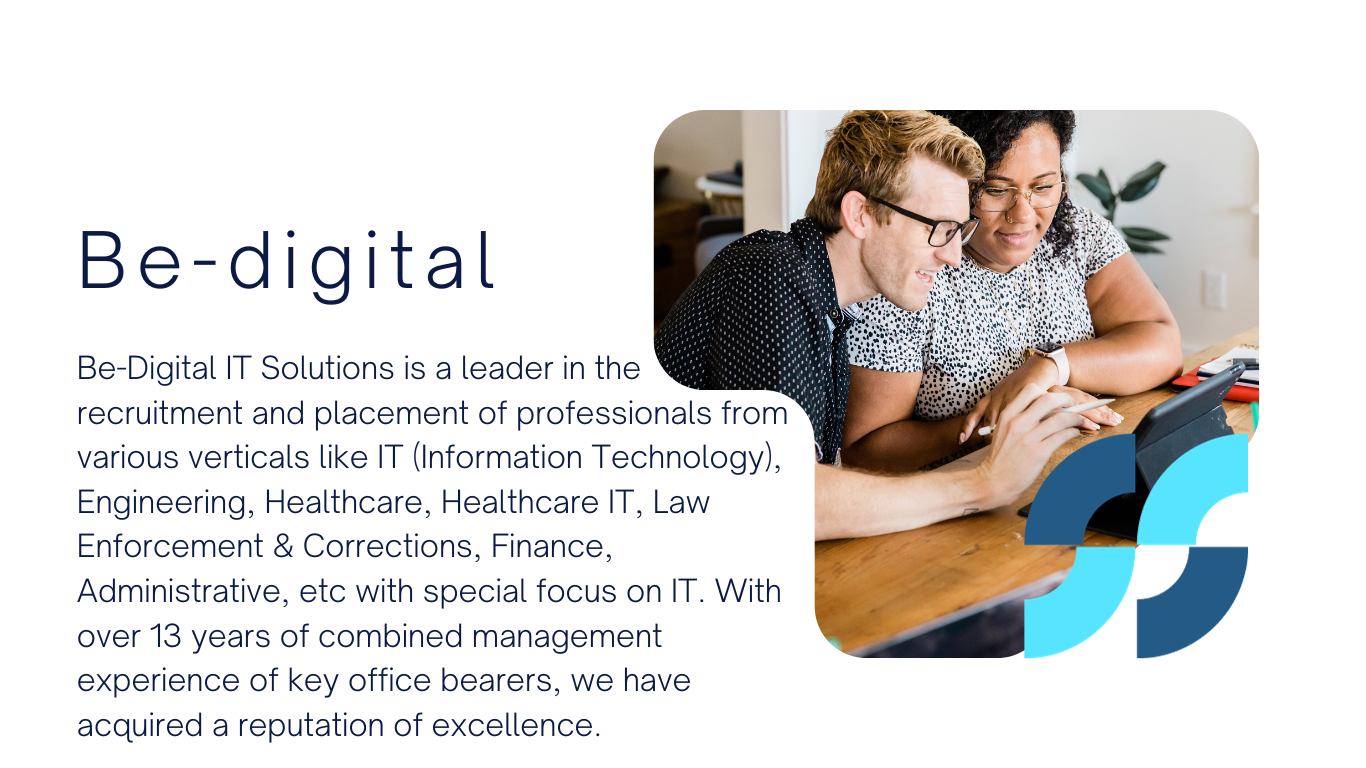 Be-digital
Be-Digital IT Solutions is a leader in the
recruitment and placement of professionals from
various verticals like IT (Information Technology),
Engineering, Healthcare, Healthcare IT, Law
Enforcement & Corrections, Finance,
Administrative, etc with special focus on IT. With
over 13 years of combined management
experience of key office bearers, we have
acquired a reputation of excellence.